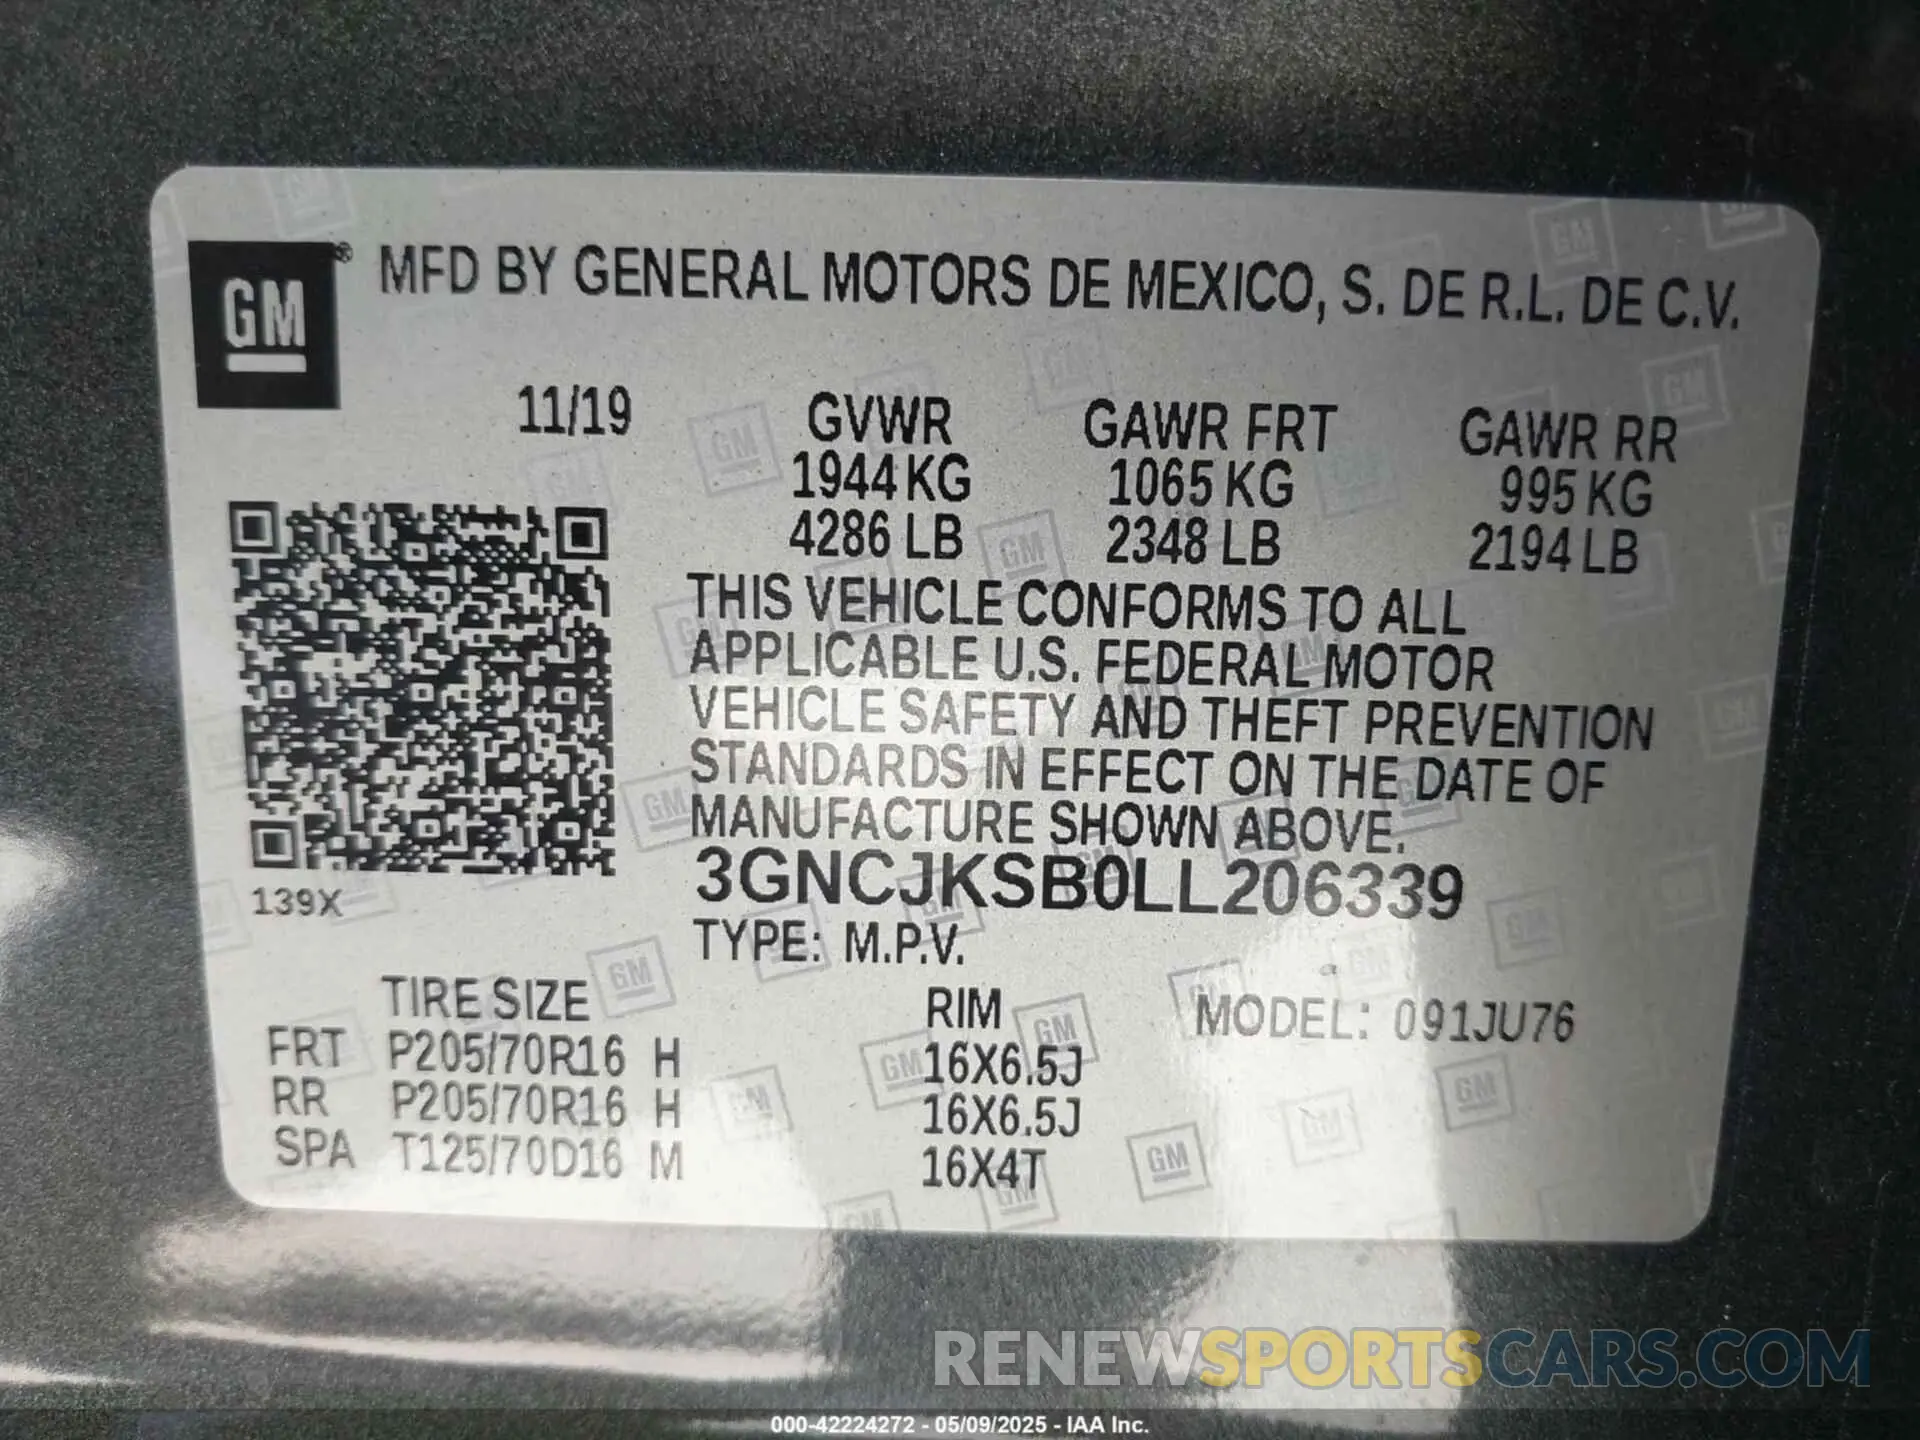 GM® MFD BY GENERAL MOTORS DE MEXICO, S. DE R.L. DE C.V.
11/19 GVWR GAWR FRT GAWR RR
1944 KG 1065 KG 995 KG
4286 LB 2348 LB 2194 LB
THIS VEHICLE CONFORMS TO ALL
APPLICABLE U.S. FEDERAL MOTOR
VEHICLE SAFETY AND THEFT PREVENTION
STANDARDS IN EFFECT ON THE DATE OF
MANUFACTURE SHOWN ABOVE.
3GNCJKSB0LL206339
139X
TYPE: M.P.V.
TIRE SIZE RIM MODEL: 091JU76
FRT P205/70R16 H 16X6.5J
RR P205/70R16 H 16X6.5J
SPA T125/70D16 M 16X4T
RENEWSPORTSCARS.COM
000-42224272 - 05/09/2025 - IAA Inc.